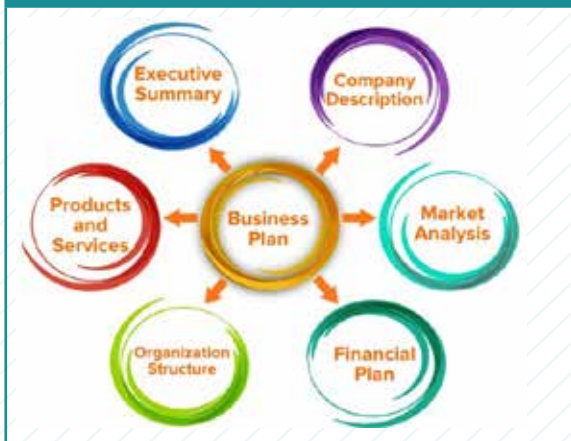 Executive
Summary
Company
Description
Products
and
Services
Business
Plan
Market
Analysis
Organization
Structure
Financial
Plan